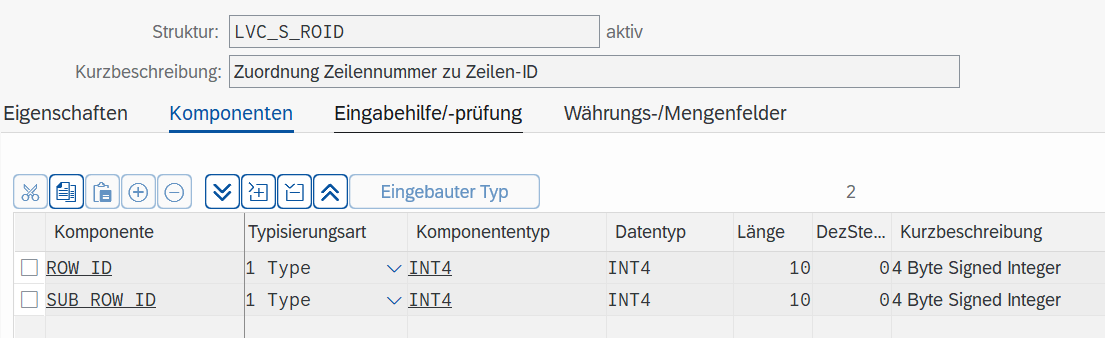 Struktur: LVC_S_ROID aktiv
Kurzbeschreibung: Zuordnung Zeilennummer zu Zeilen-ID
Eigenschaften Komponenten Eingabehilfe/-prüfung Währungs-/Mengenfelder
Eingebauter Typ 2
Komponente Typisierungsart Komponententyp Datentyp Länge DezSte... Kurzbeschreibung
ROW_ID 1 Type INT4 INT4 10 0 4 Byte Signed Integer
SUB_ROW_ID 1 Type INT4 INT4 10 0 4 Byte Signed Integer